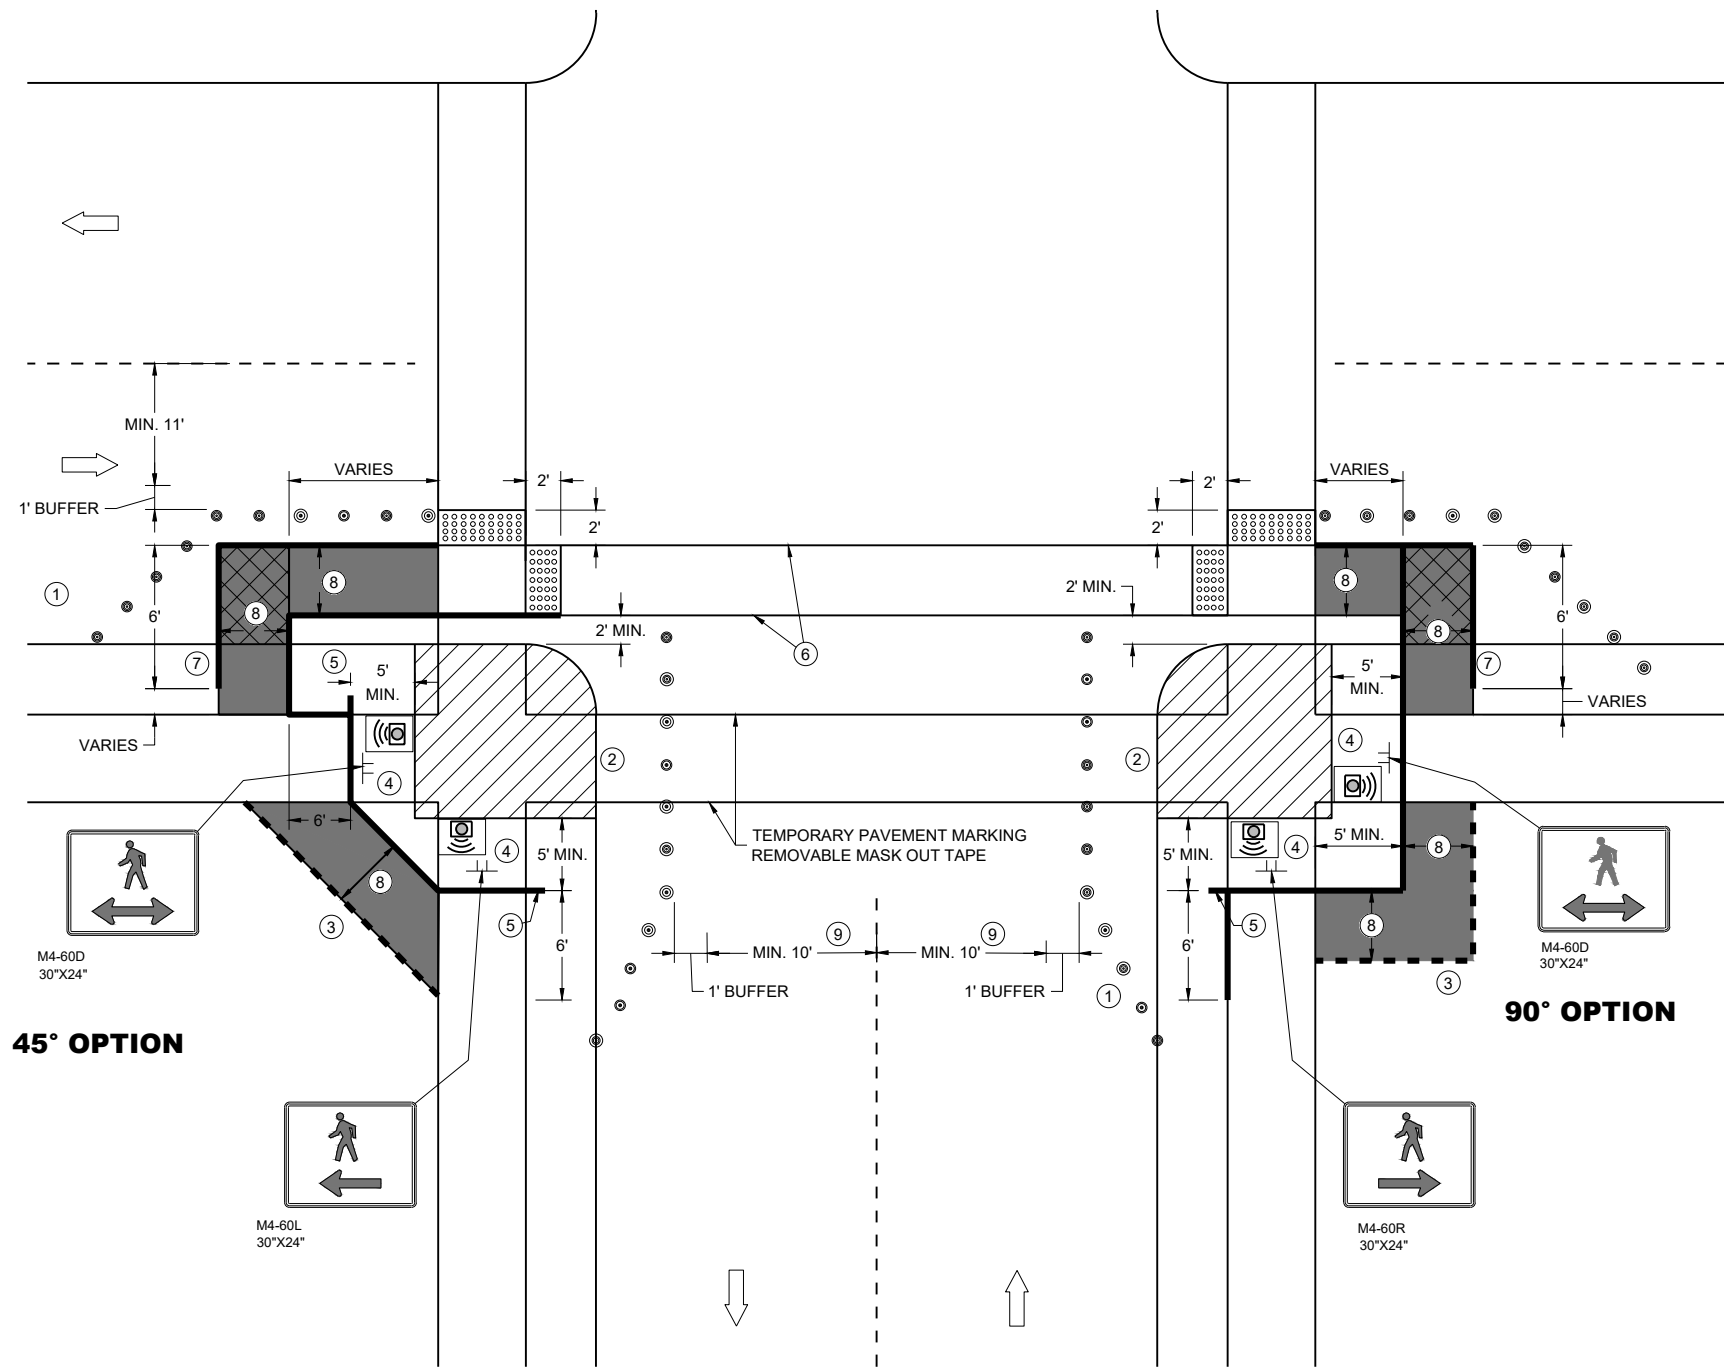 MIN. 11'
1' BUFFER
VARIES
2'
2'
2'
2'
VARIES
1
8
8
6'
7
5
5'
MIN.
2' MIN.
6
2' MIN.
8
8
6'
7
5'
MIN.
VARIES
VARIES
4
2
2
4
6'
4
5' MIN.
TEMPORARY PAVEMENT MARKING
REMOVABLE MASK OUT TAPE
5' MIN.
4
5' MIN.
8
8
3
5
6'
9
MIN. 10'
MIN. 10'
9
1' BUFFER
1' BUFFER
1
6'
5
8
3
M4-60D
30"X24"
M4-60D
30"X24"
45° OPTION
90° OPTION
M4-60L
30"X24"
M4-60R
30"X24"